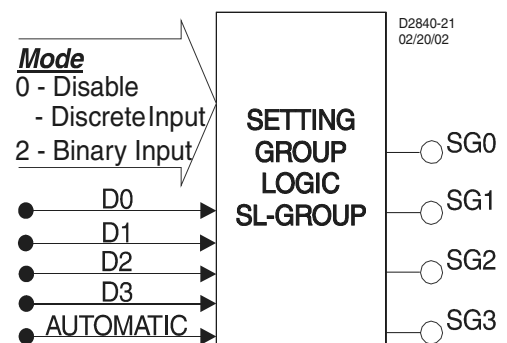 D2840-21
02/20/02
Mode
0 - Disable
- Discrete Input
2 - Binary Input
D0
D1
D2
D3
AUTOMATIC
SETTING
GROUP
LOGIC
SL-GROUP
SG0
SG1
SG2
SG3